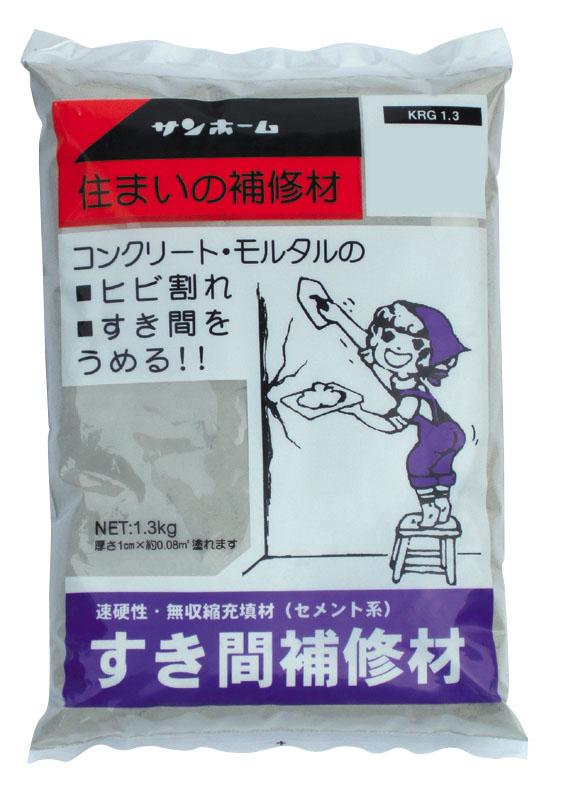 サンホーム
KRG 1.3
住まいの補修材
コンクリート・モルタルの
■ヒビ割れ
■すき間を
うめる!!
NET:1.3kg
厚さ1cm×約0.08㎡塗れます
速硬性・無収縮充填材(セメント系)
すき間補修材